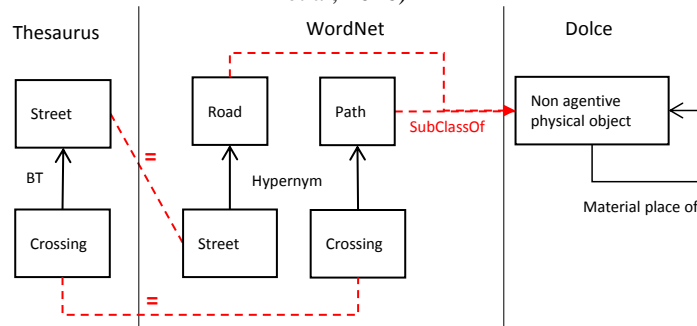 Thesaurus
WordNet
Dolce
Street
Road
Path
Non agentive
physical object
SubClassOf
=
BT
Hypernym
Material place of
Crossing
Street
Crossing
=